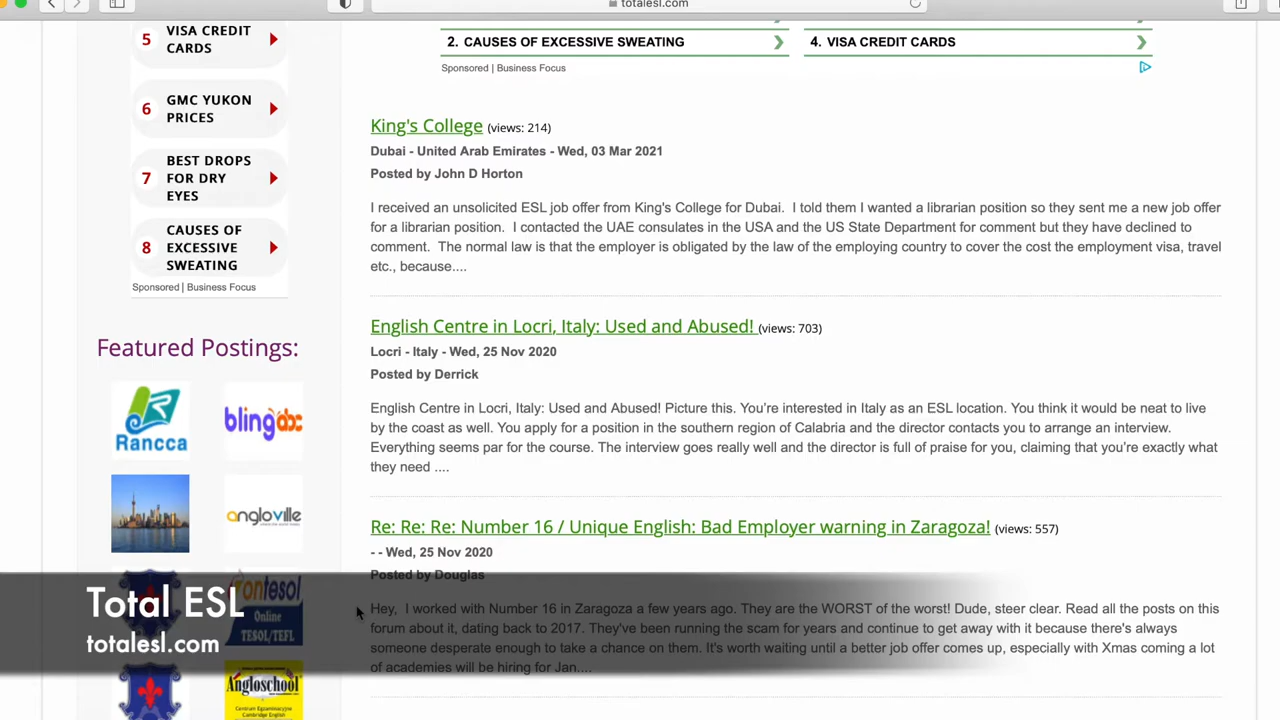 totalesl.com
5 VISA CREDIT
CARDS
6 GMC YUKON
PRICES
7 BEST DROPS
FOR DRY
EYES
8 CAUSES OF
EXCESSIVE
SWEATING
Sponsored | Business Focus
Featured Postings:
Rancca
blingabc
angloville
ontesol
Online
TESOL/TEFL
Angloschool
Centrum Egzaminacyjne
Cambridge English
2. CAUSES OF EXCESSIVE SWEATING
4. VISA CREDIT CARDS
Sponsored | Business Focus
King's College (views: 214)
Dubai - United Arab Emirates - Wed, 03 Mar 2021
Posted by John D Horton
I received an unsolicited ESL job offer from King's College for Dubai.  I told them I wanted a librarian position so they sent me a new job offer
for a librarian position.  I contacted the UAE consulates in the USA and the US State Department for comment but they have declined to
comment.  The normal law is that the employer is obligated by the law of the employing country to cover the cost the employment visa, travel
etc., because....
English Centre in Locri, Italy: Used and Abused! (views: 703)
Locri - Italy - Wed, 25 Nov 2020
Posted by Derrick
English Centre in Locri, Italy: Used and Abused! Picture this. You're interested in Italy as an ESL location. You think it would be neat to live
by the coast as well. You apply for a position in the southern region of Calabria and the director contacts you to arrange an interview.
Everything seems par for the course. The interview goes really well and the director is full of praise for you, claiming that you're exactly what
they need ....
Re: Re: Re: Number 16 / Unique English: Bad Employer warning in Zaragoza! (views: 557)
- - Wed, 25 Nov 2020
Posted by Douglas
Hey,  I worked with Number 16 in Zaragoza a few years ago. They are the WORST of the worst! Dude, steer clear. Read all the posts on this
forum about it, dating back to 2017. They've been running the scam for years and continue to get away with it because there's always
someone desperate enough to take a chance on them. It's worth waiting until a better job offer comes up, especially with Xmas coming a lot
of academies will be hiring for Jan....
Total ESL
totalesl.com